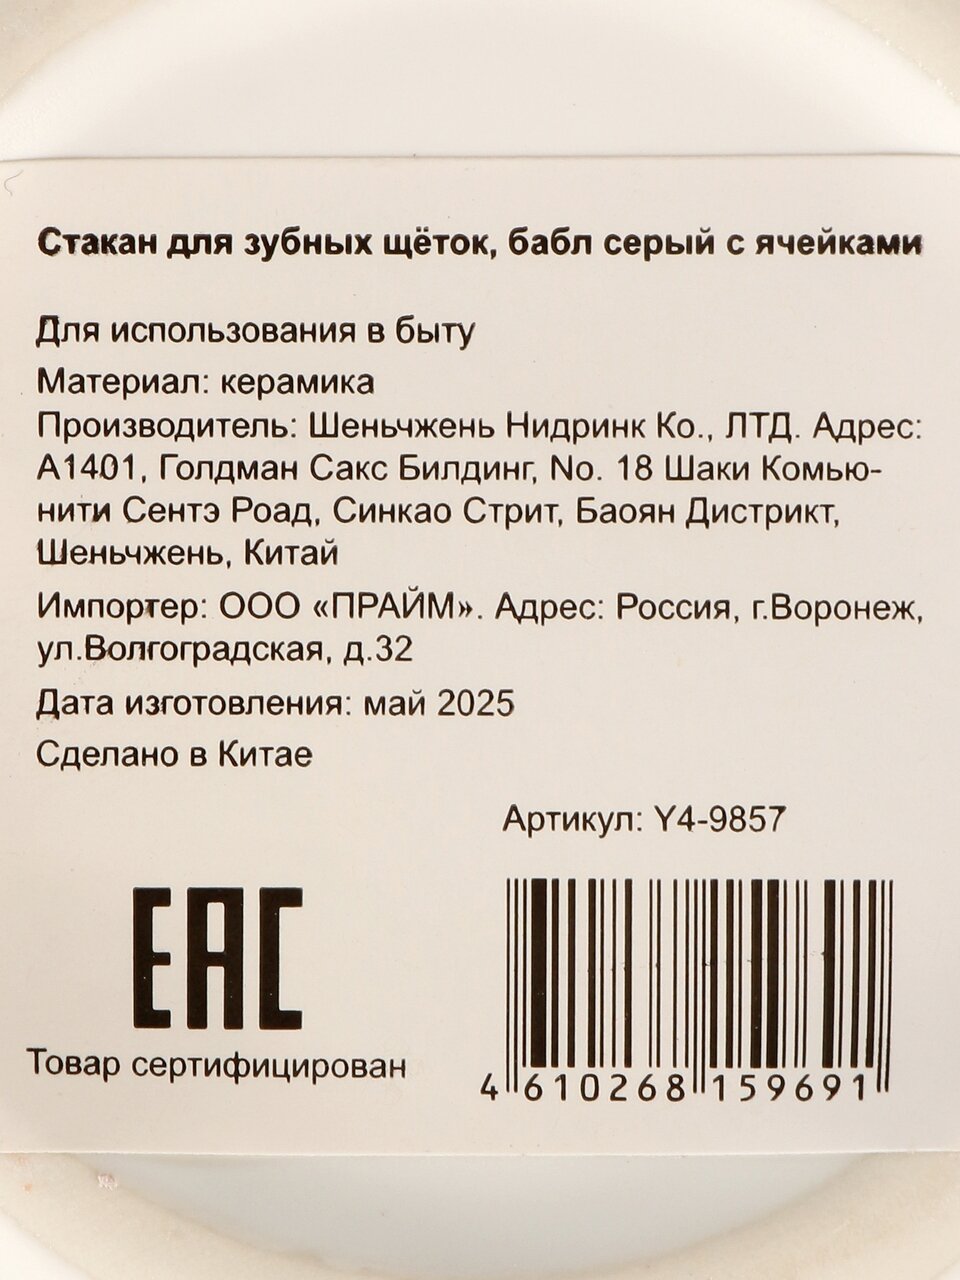 Стакан для зубных щёток, бабл серый с ячейками
Для использования в быту
Материал: керамика
Производитель: Шеньчжень Нидринк Ко., ЛТД. Адрес:
А1401, Голдман Сакс Билдинг, No. 18 Шаки Комью-
нити Сентэ Роад, Синкао Стрит, Баоян Дистрикт,
Шеньчжень, Китай
Импортер: ООО «ПРАЙМ». Адрес: Россия, г.Воронеж,
ул.Волгоградская, д.32
Дата изготовления: май 2025
Сделано в Китае
Артикул: Y4-9857
EAC
Товар сертифицирован
4 610268 159691